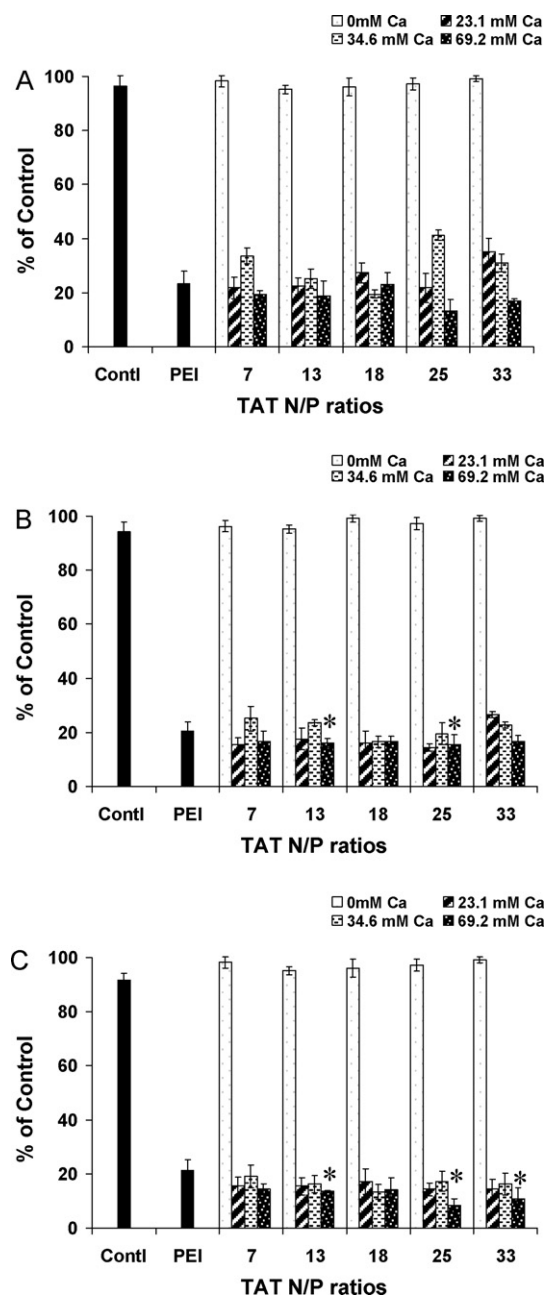 0mM Ca 23.1 mM Ca
34.6 mM Ca 69.2 mM Ca
A
100
80
60
40
20
0
% of Control
Contl PEI 7 13 18 25 33
TAT N/P ratios
0mM Ca 23.1 mM Ca
34.6 mM Ca 69.2 mM Ca
B
100
80
60
40
20
0
% of Control
* *
Contl PEI 7 13 18 25 33
TAT N/P ratios
0mM Ca 23.1 mM Ca
34.6 mM Ca 69.2 mM Ca
C
100
80
60
40
20
0
% of Control
* * *
Contl PEI 7 13 18 25 33
TAT N/P ratios